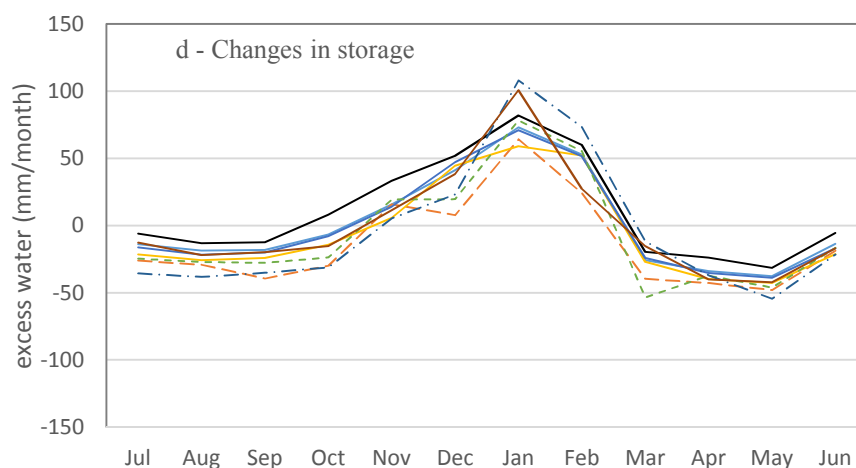 d - Changes in storage
excess water (mm/month)
150
100
50
0
-50
-100
-150
Jul Aug Sep Oct Nov Dec Jan Feb Mar Apr May Jun